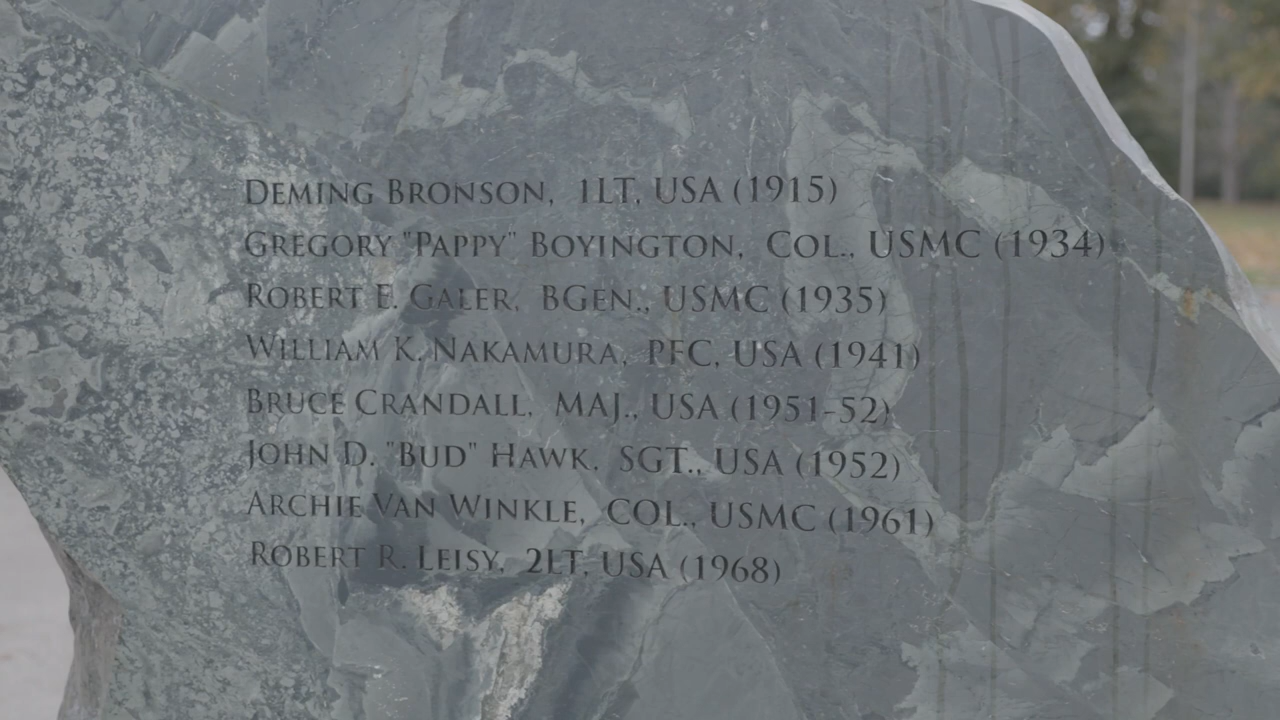 DEMING BRONSON, 1LT, USA (1915)
GREGORY "PAPPY" BOYINGTON, COL., USMC (1934)
ROBERT E. GALER, BGEN., USMC (1935)
WILLIAM K. NAKAMURA, PFC, USA (1941)
BRUCE CRANDALL, MAJ., USA (1951-52)
JOHN D. "BUD" HAWK. SGT., USA (1952)
ARCHIE VAN WINKLE, COL., USMC (1961)
ROBERT R. LEISY, 2LT, USA (1968)